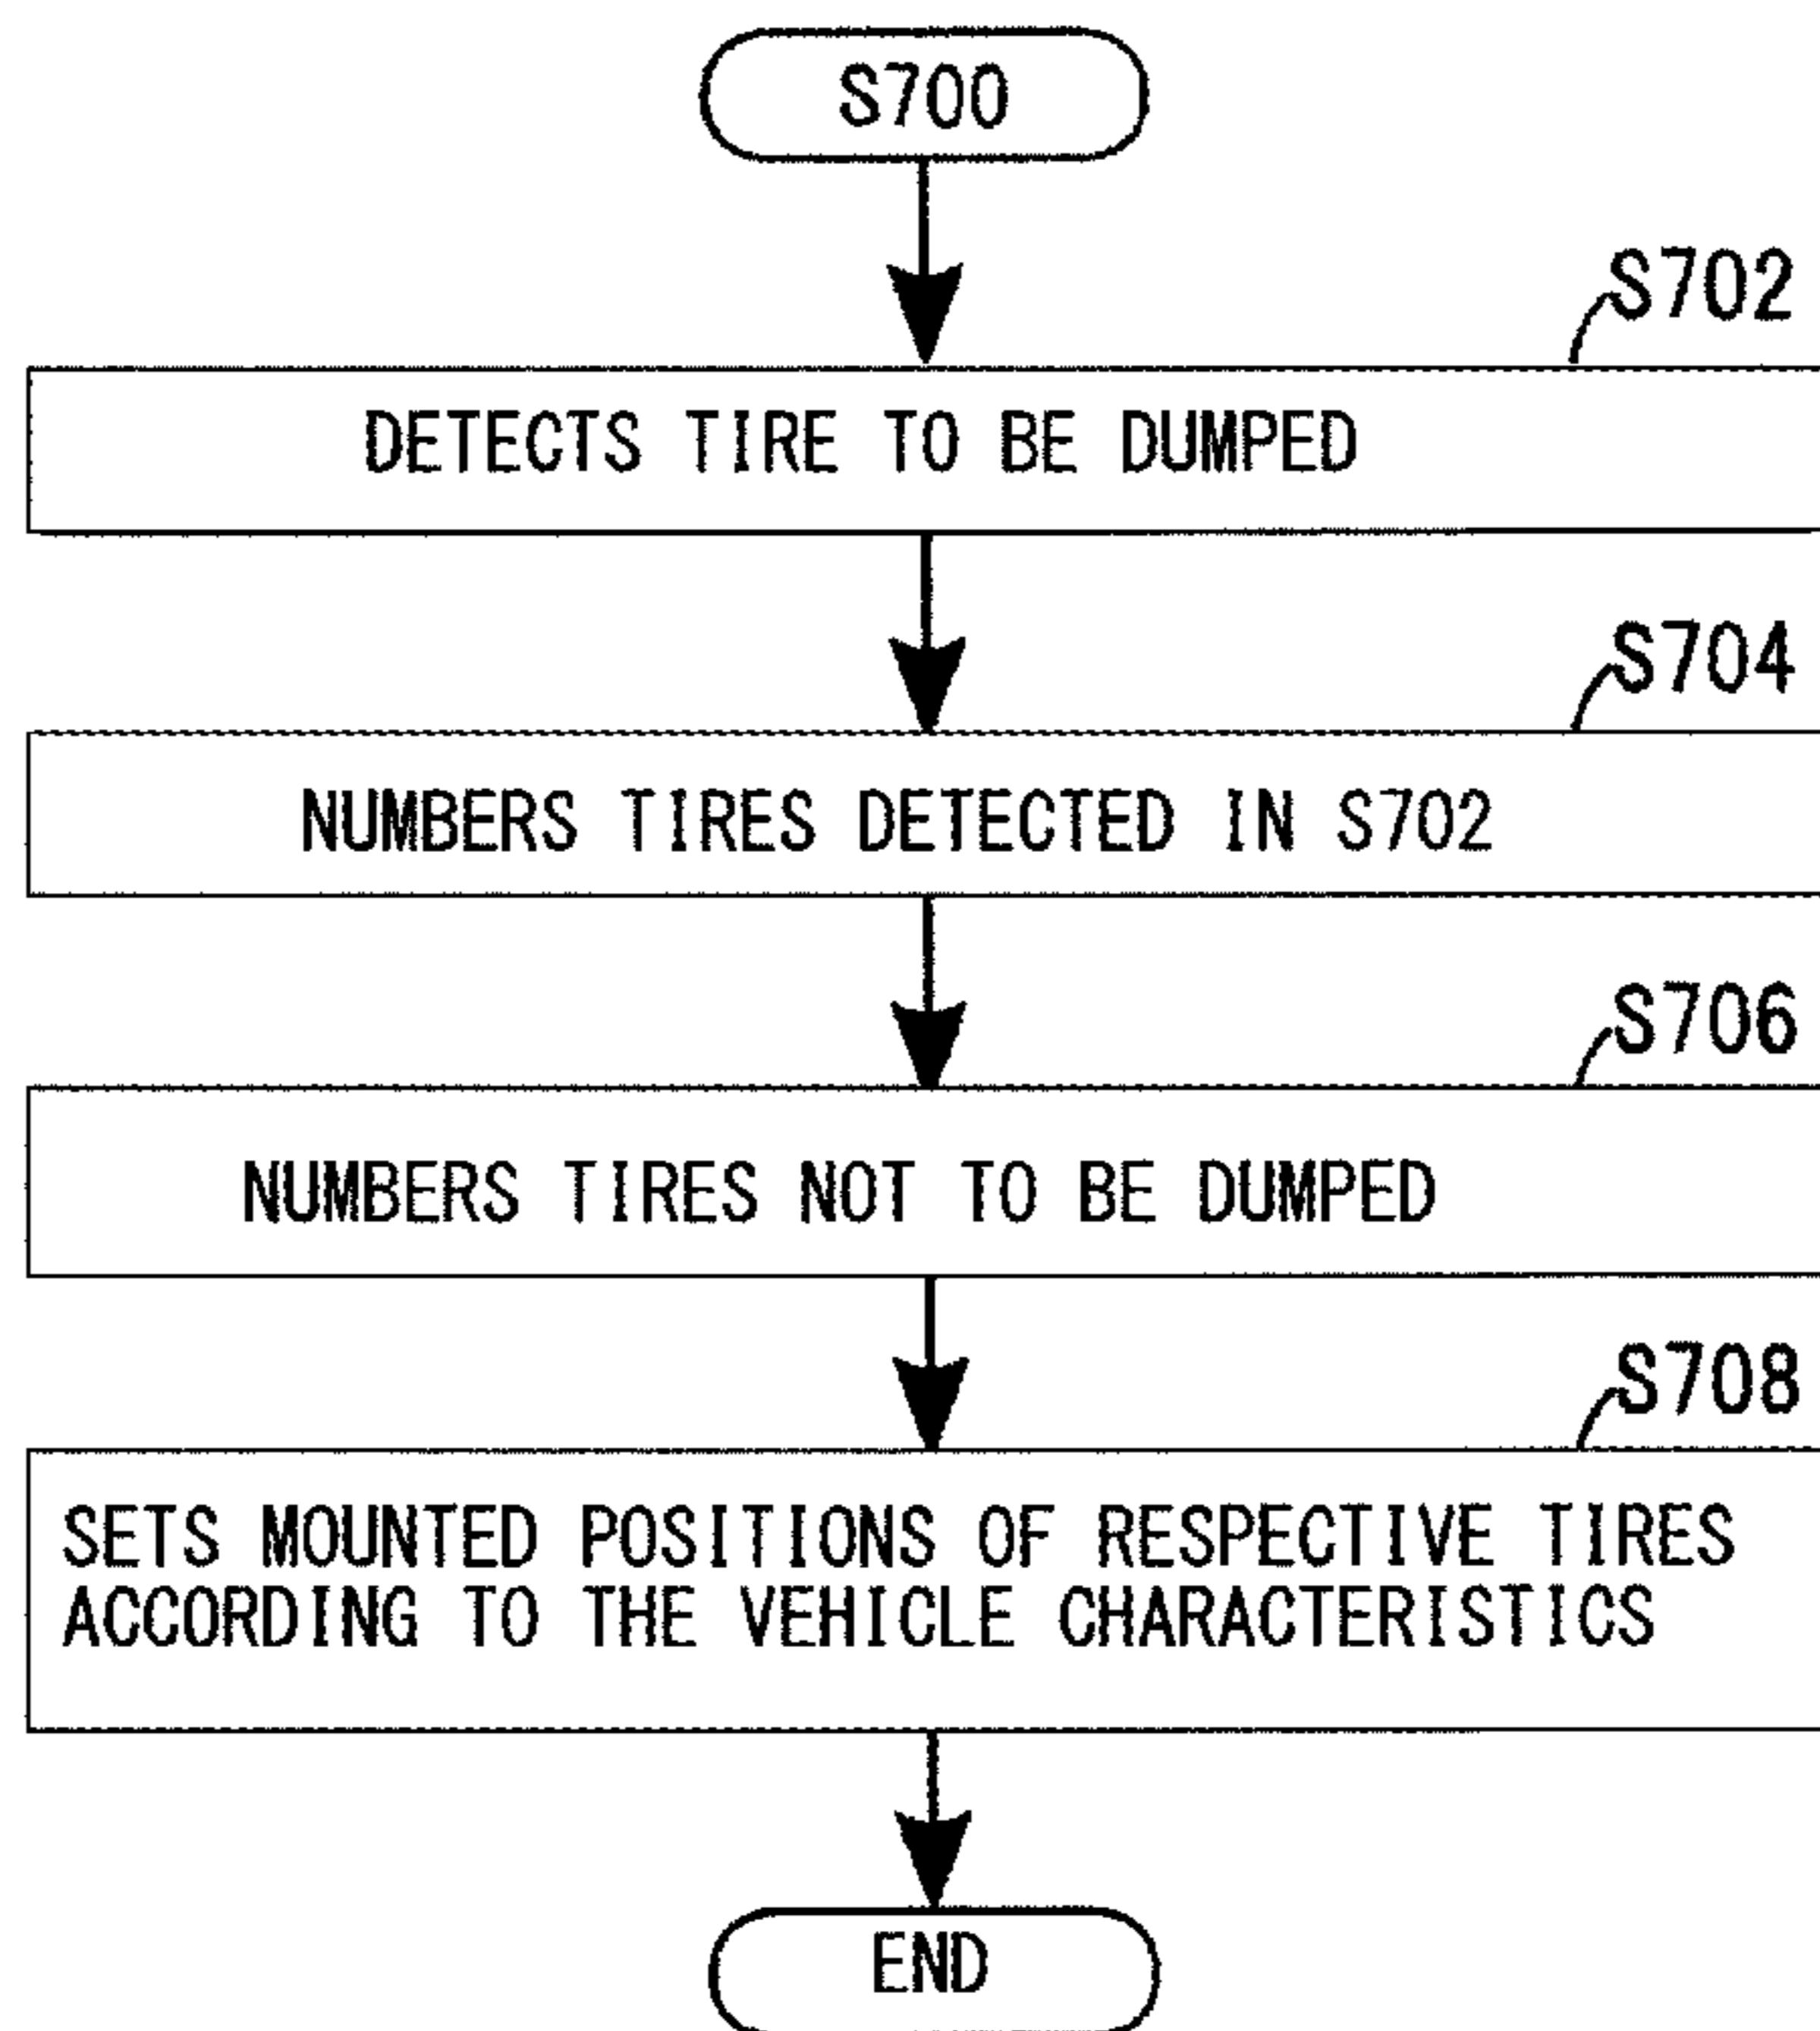 S700
S702
DETECTS TIRE TO BE DUMPED
S704
NUMBERS TIRES DETECTED IN S702
S706
NUMBERS TIRES NOT TO BE DUMPED
S708
SETS MOUNTED POSITIONS OF RESPECTIVE TIRES
ACCORDING TO THE VEHICLE CHARACTERISTICS
END